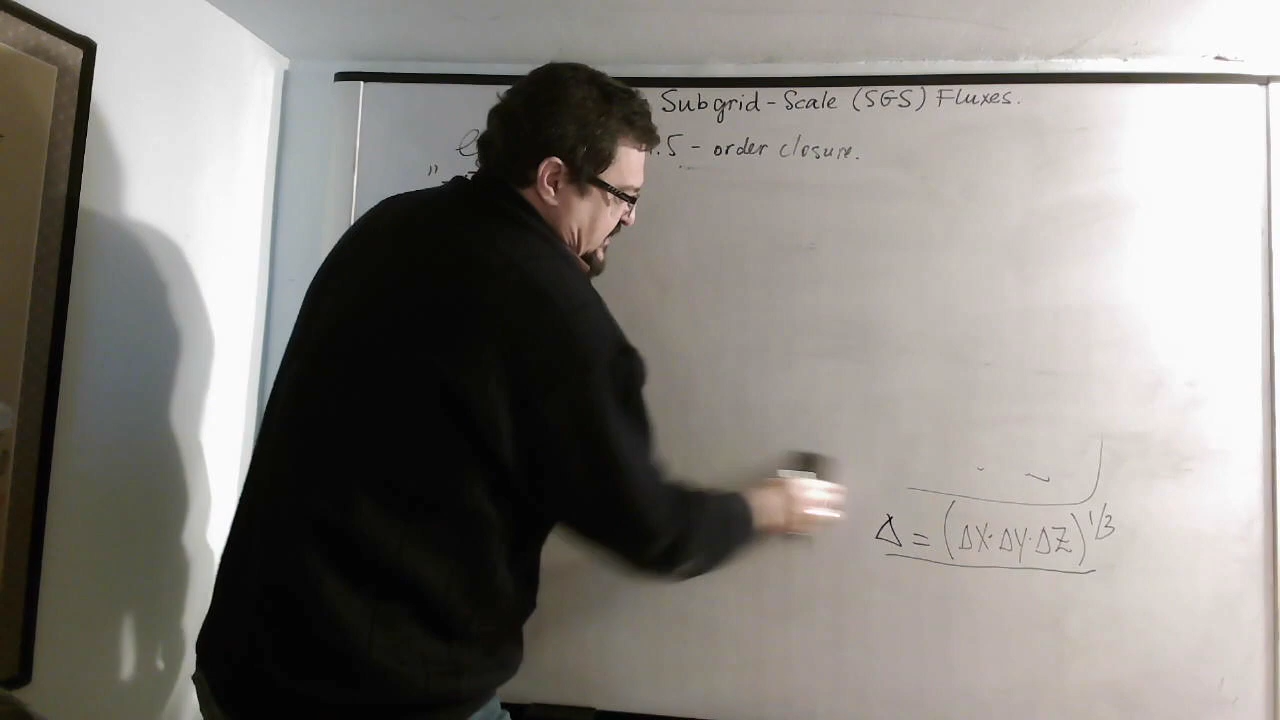 Subgrid-Scale (SGS) Fluxes.
.5 - order closure.
Δ = (ΔX·ΔY·ΔZ)^1/3